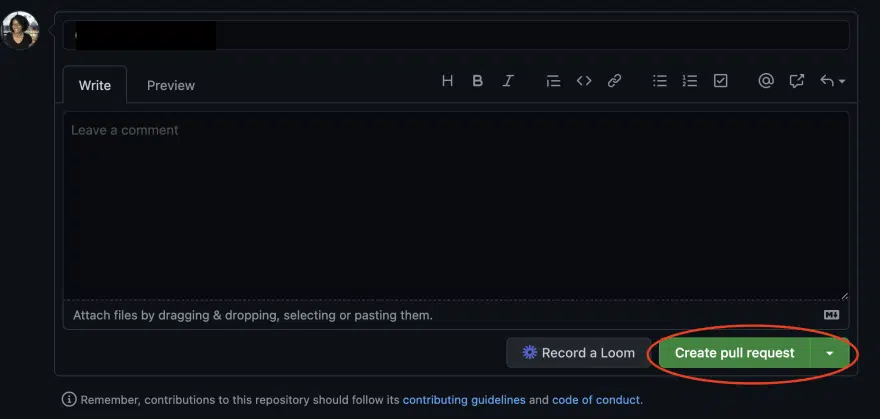 Write Preview H B I
Leave a comment
Attach files by dragging & dropping, selecting or pasting them.
Record a Loom Create pull request
Remember, contributions to this repository should follow its contributing guidelines and code of conduct.